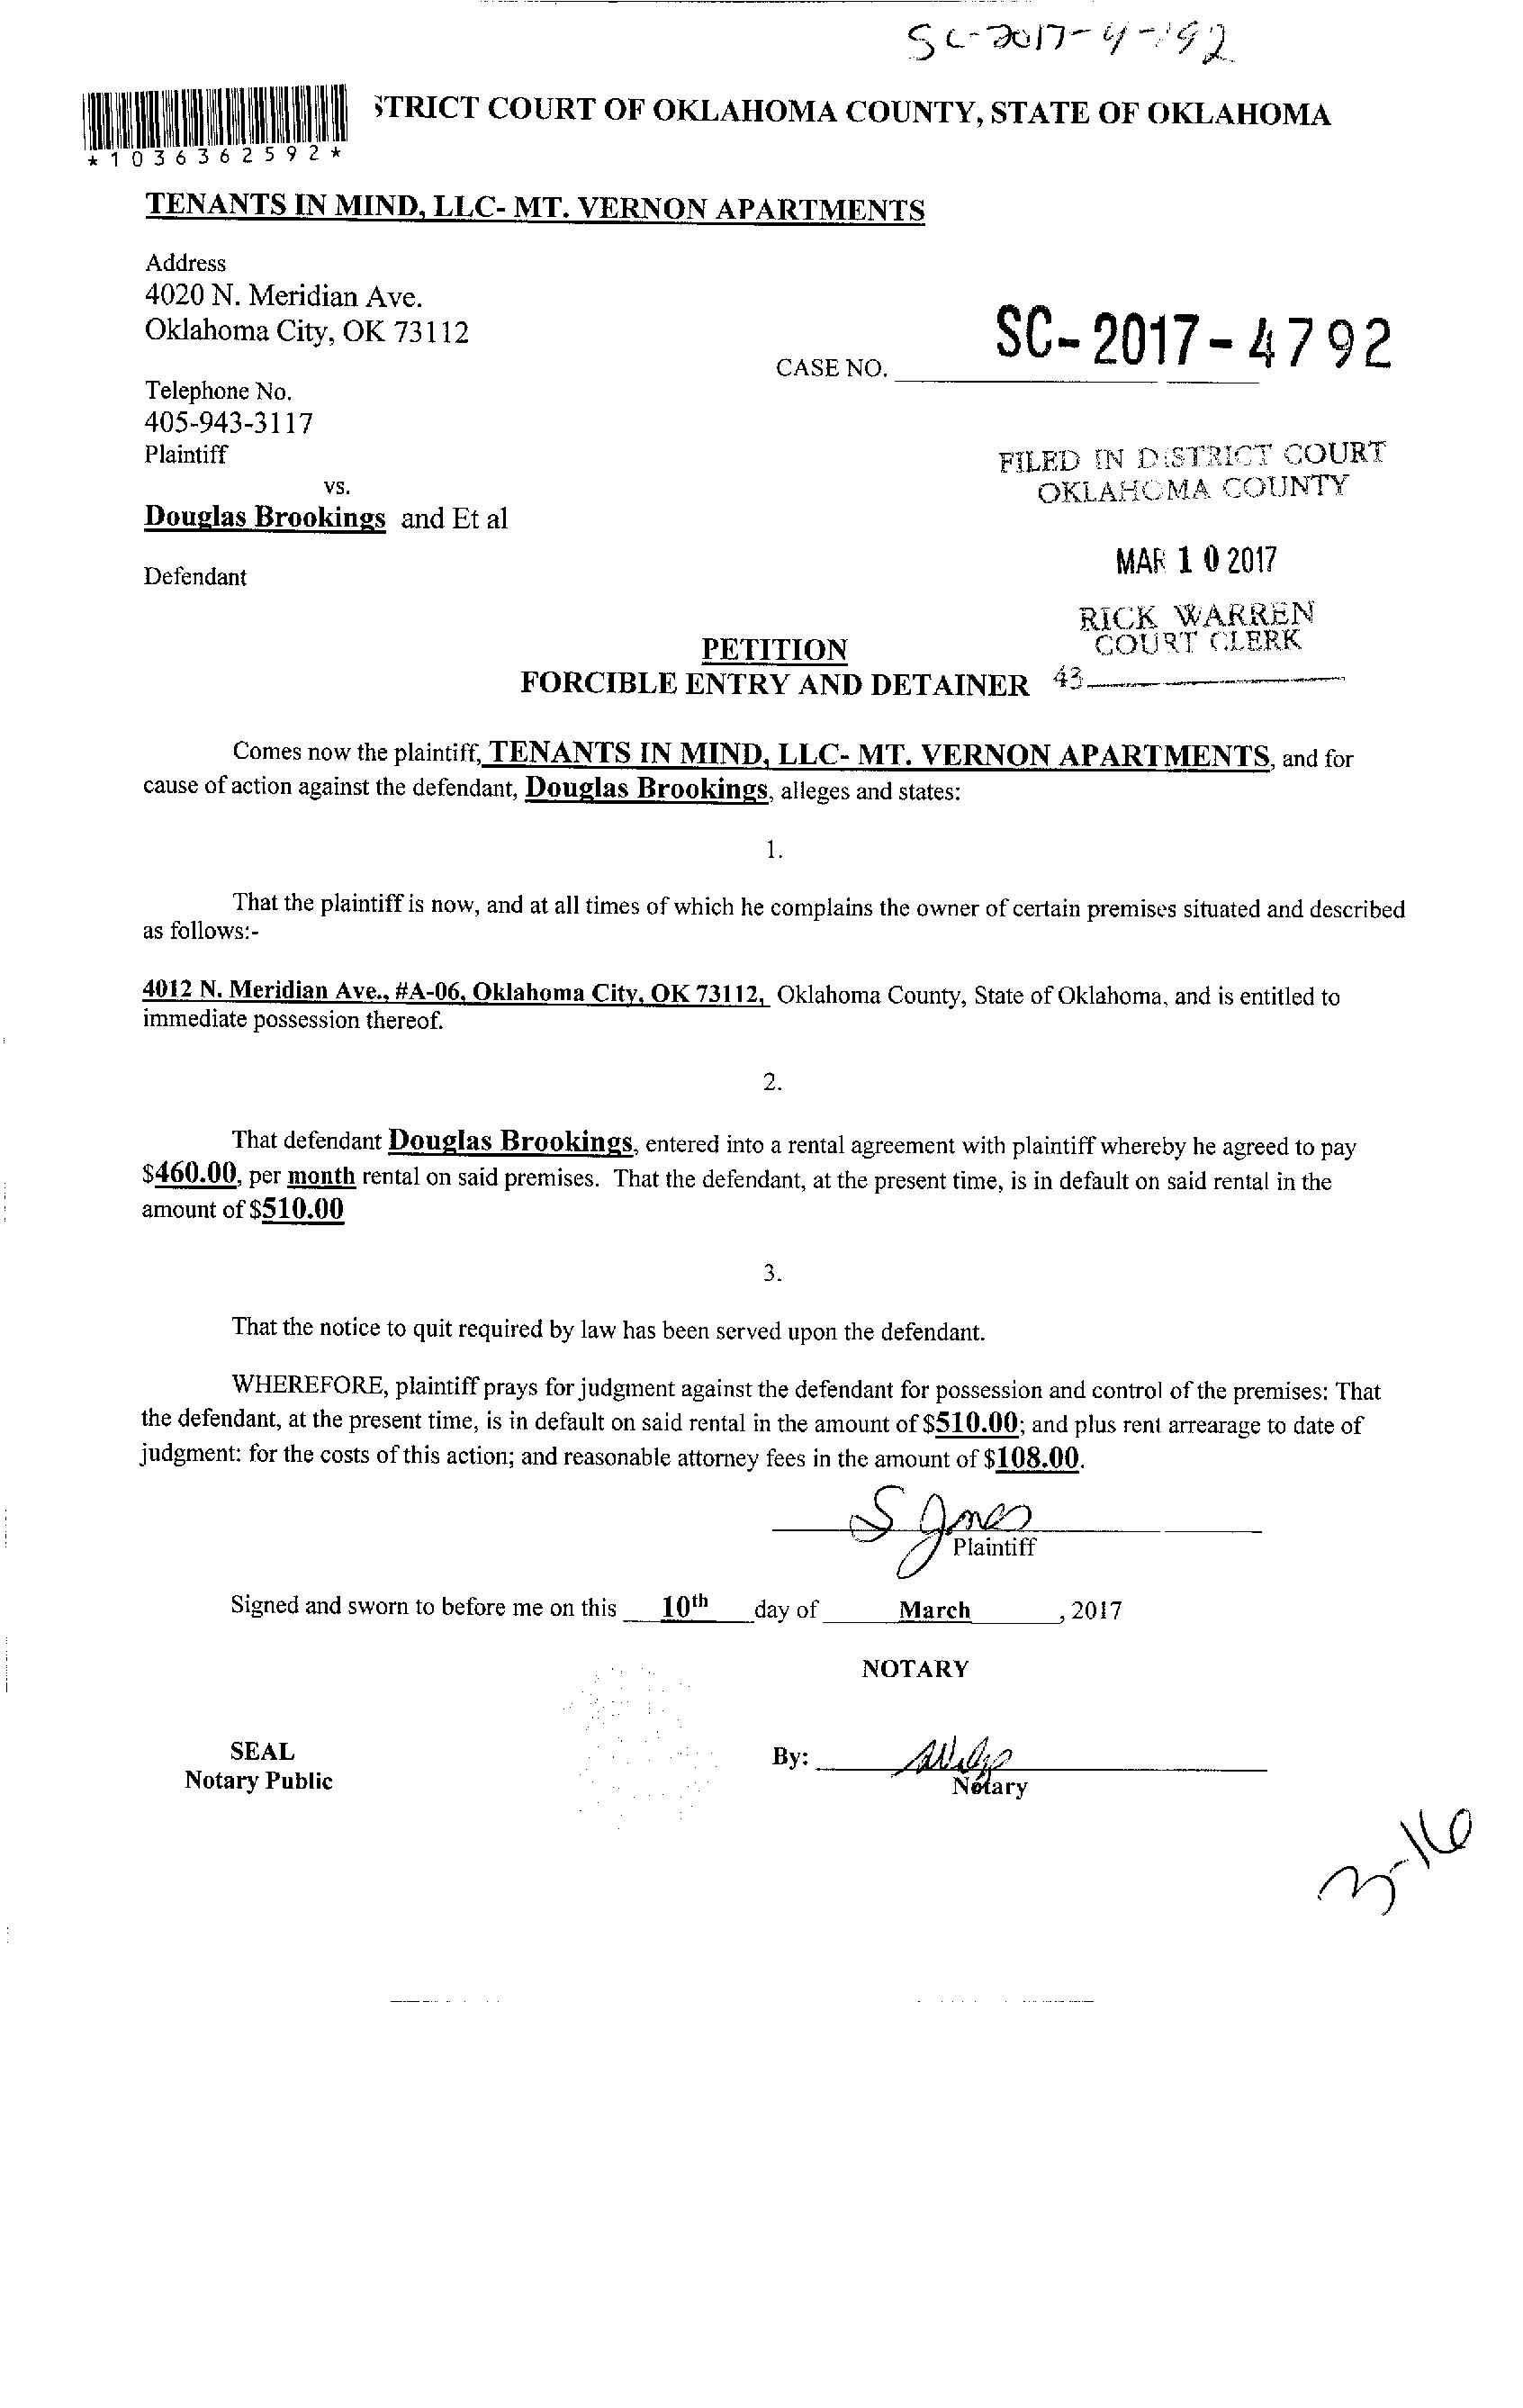 SC-2017-4792
STRICT COURT OF OKLAHOMA COUNTY, STATE OF OKLAHOMA
*1036362592*
TENANTS IN MIND, LLC- MT. VERNON APARTMENTS
Address
4020 N. Meridian Ave.
Oklahoma City, OK 73112
CASE NO. SC-2017-4792
Telephone No.
405-943-3117
Plaintiff
FILED IN DISTRICT COURT
OKLAHOMA COUNTY
vs.
Douglas Brookings and Et al
MAR 10 2017
Defendant
RICK WARREN
COURT CLERK
43
PETITION
FORCIBLE ENTRY AND DETAINER
Comes now the plaintiff, TENANTS IN MIND, LLC- MT. VERNON APARTMENTS, and for
cause of action against the defendant, Douglas Brookings, alleges and states:
1.
That the plaintiff is now, and at all times of which he complains the owner of certain premises situated and described
as follows:-
4012 N. Meridian Ave., #A-06, Oklahoma City, OK 73112, Oklahoma County, State of Oklahoma, and is entitled to
immediate possession thereof.
2.
That defendant Douglas Brookings, entered into a rental agreement with plaintiff whereby he agreed to pay
$460.00, per month rental on said premises. That the defendant, at the present time, is in default on said rental in the
amount of $510.00
3.
That the notice to quit required by law has been served upon the defendant.
WHEREFORE, plaintiff prays for judgment against the defendant for possession and control of the premises: That
the defendant, at the present time, is in default on said rental in the amount of $510.00; and plus rent arrearage to date of
judgment: for the costs of this action; and reasonable attorney fees in the amount of $108.00.
S Jones
Plaintiff
Signed and sworn to before me on this 10th day of March, 2017
NOTARY
SEAL
Notary Public
By:
Notary
3-16